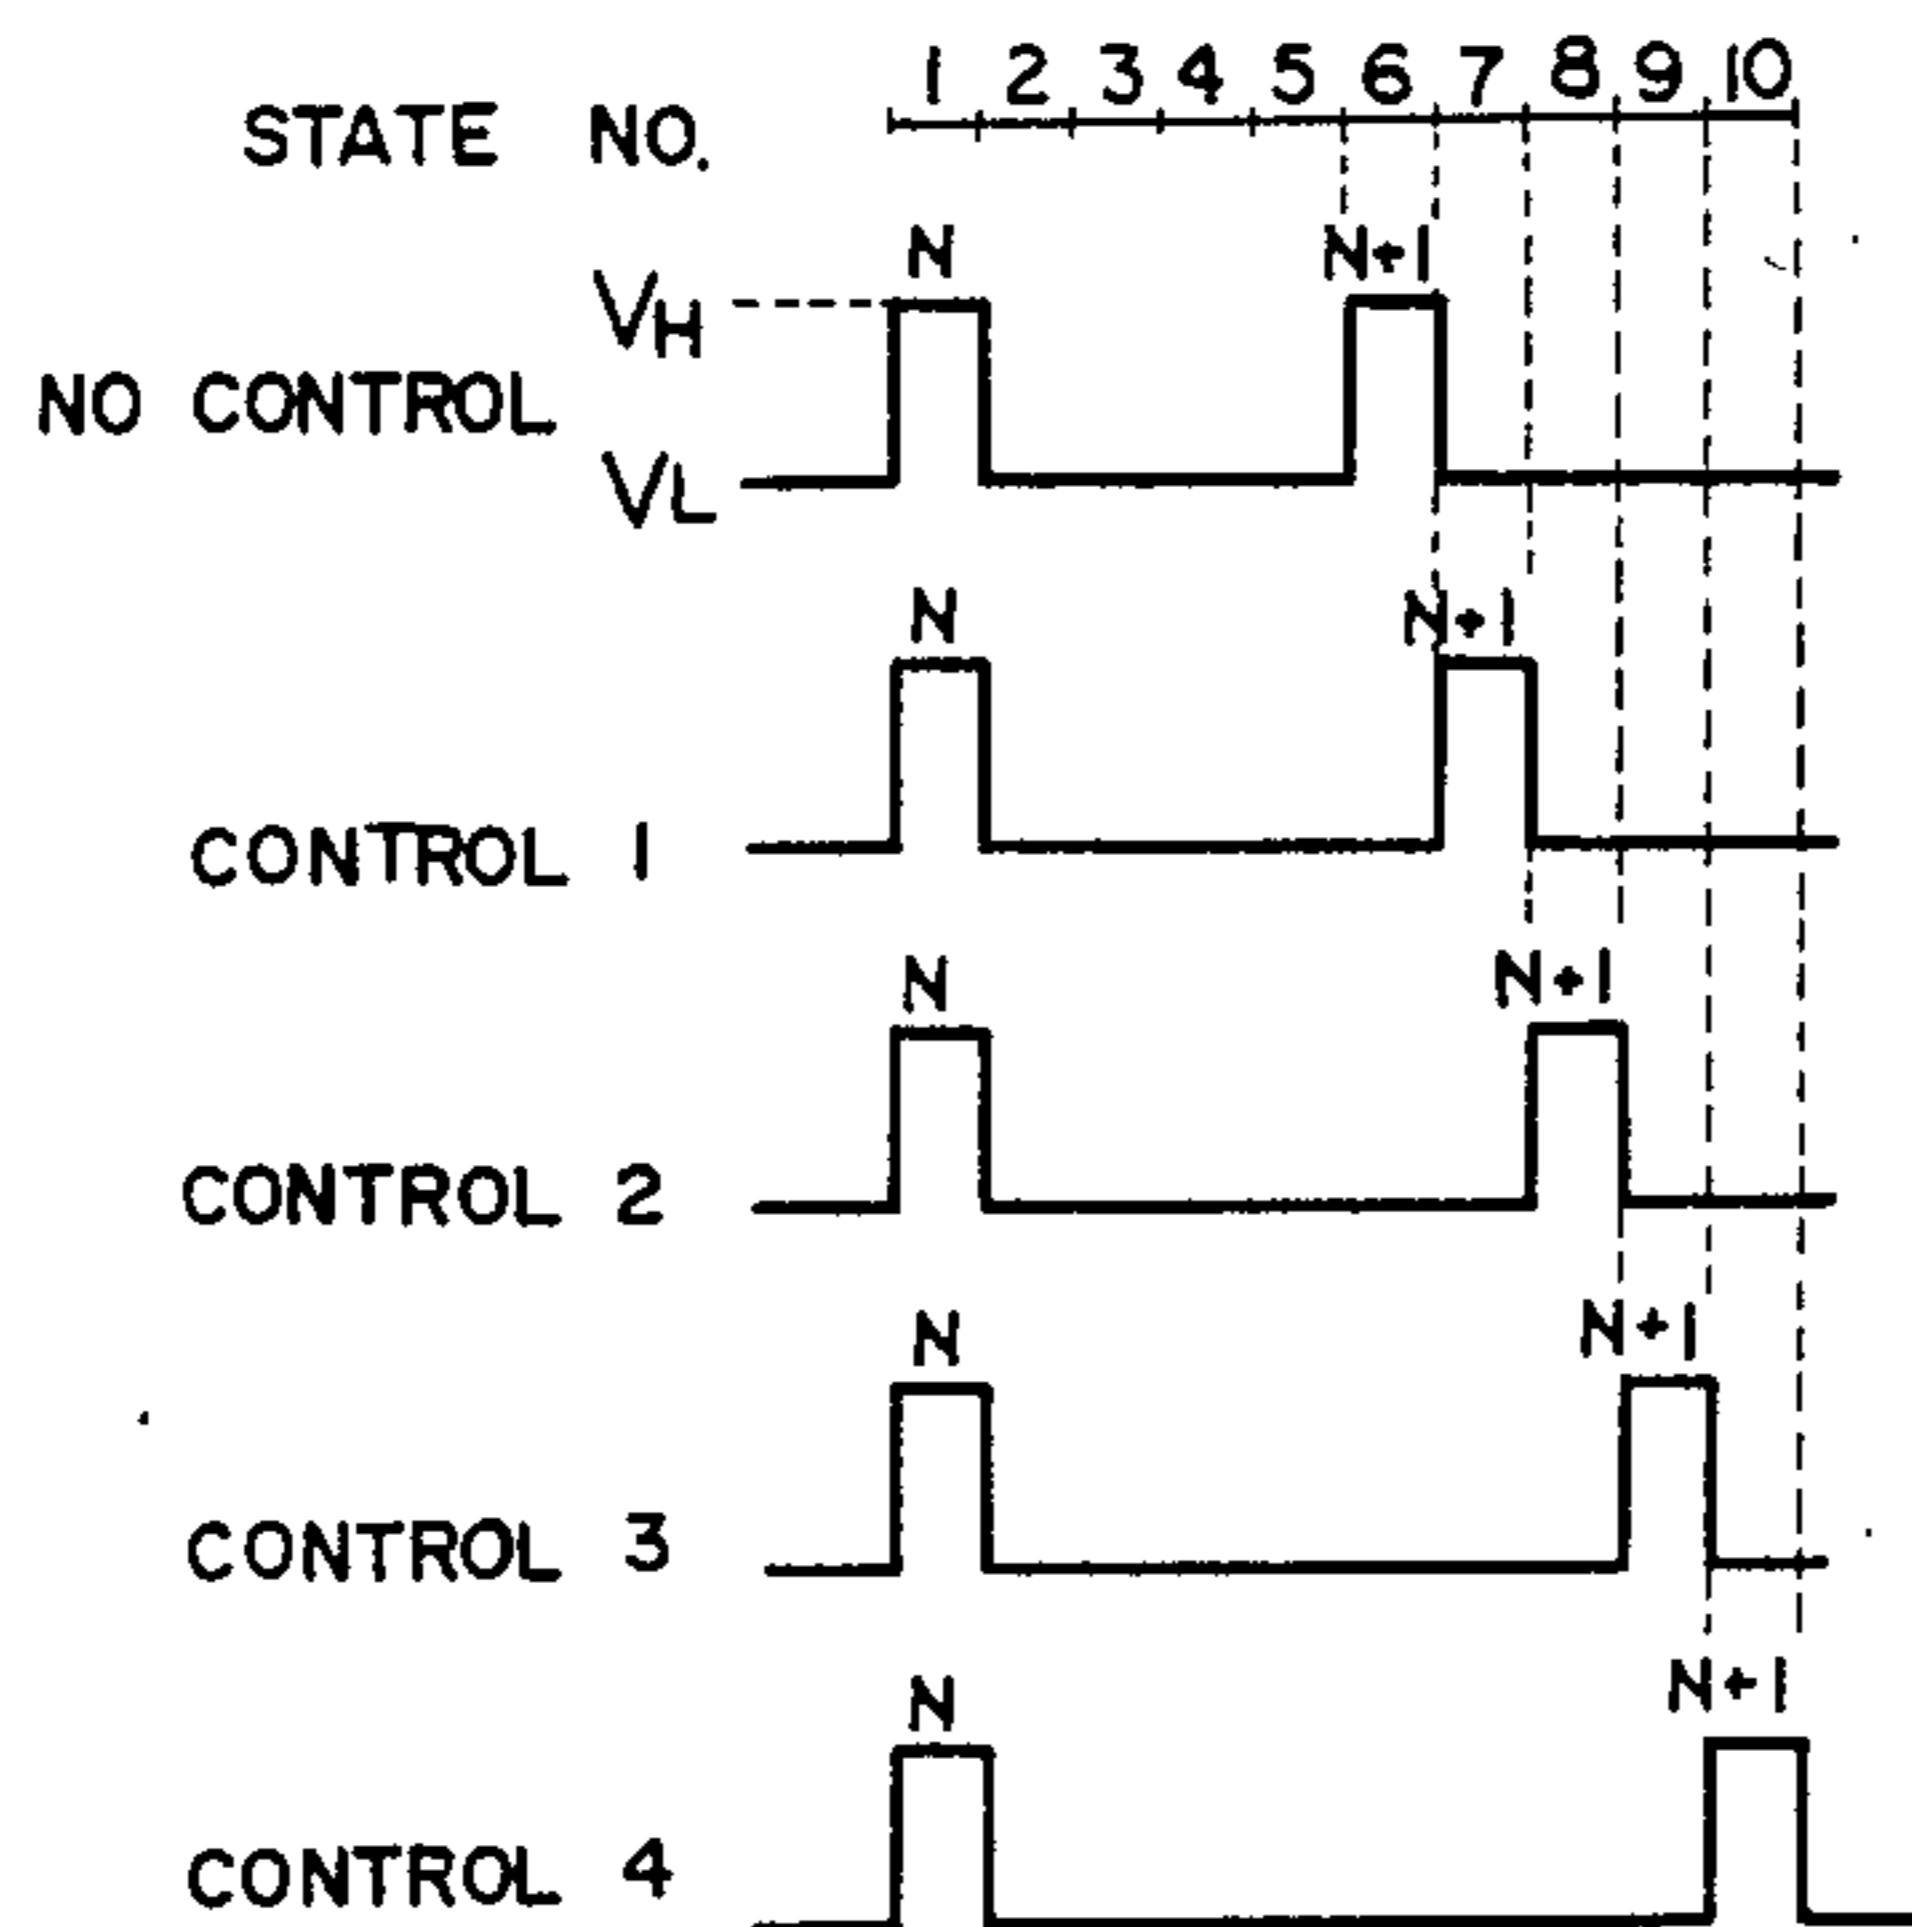 1 2 3 4 5 6 7 8 9 10
STATE NO.
N N+1
VH
NO CONTROL
VL
N N+1
CONTROL 1
N N+1
CONTROL 2
N N+1
CONTROL 3
N N+1
CONTROL 4